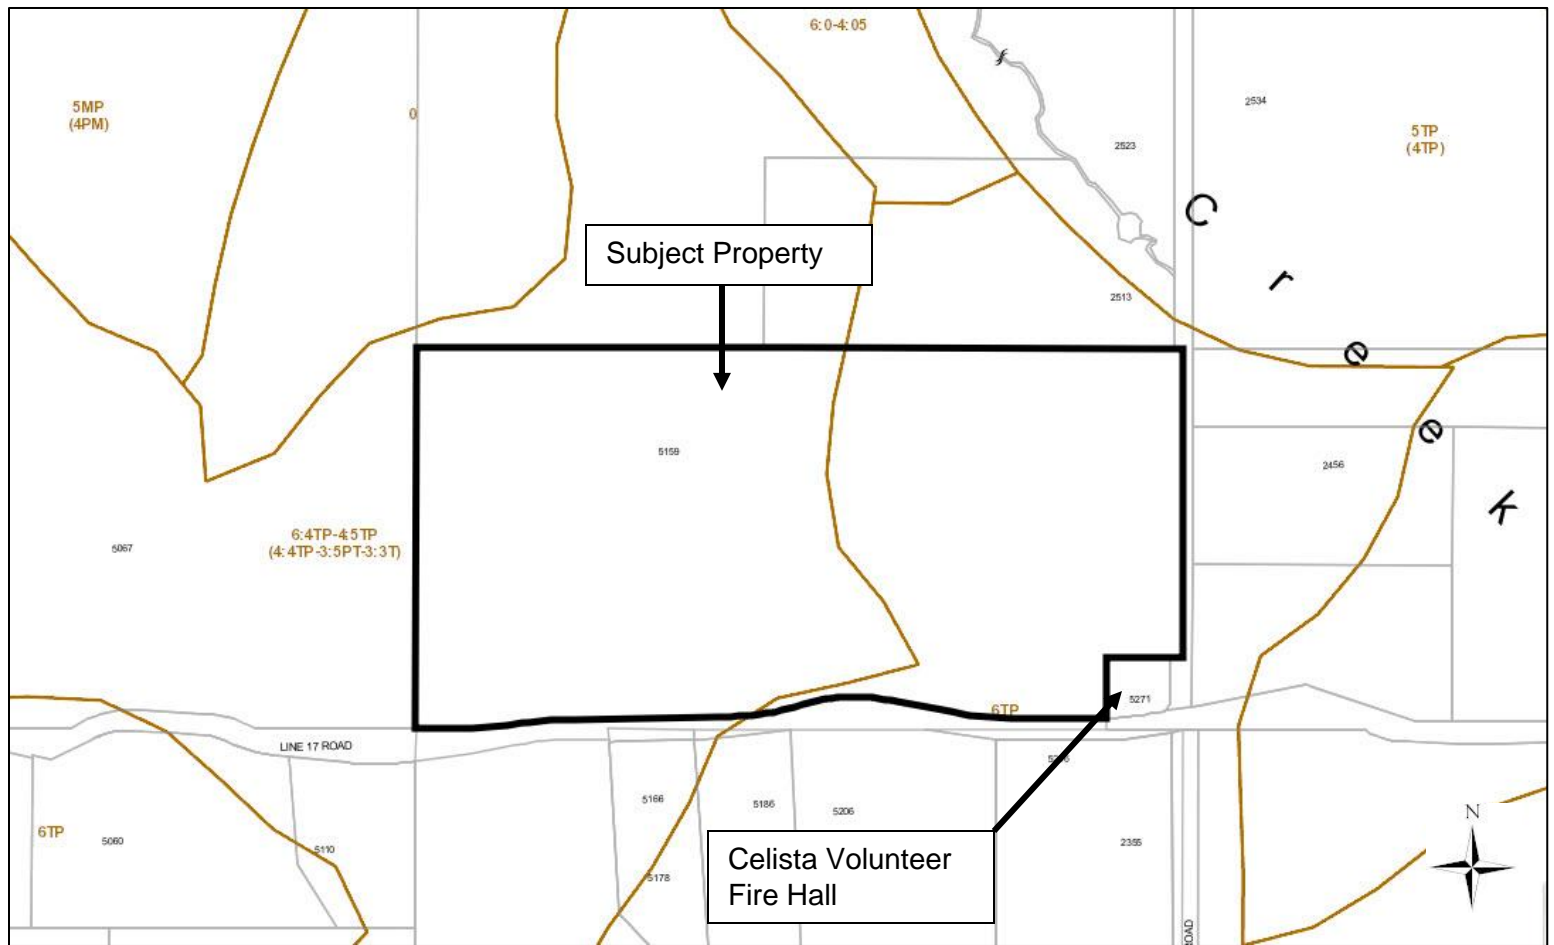 6:0-4:05
5MP
(4PM)
0
2534
5TP
(4TP)
2523
Creek
Subject Property
2513
5159
2456
6:4TP-4:5TP
(4:4TP-3:5PT-3:3T)
5067
5271
6TP
LINE 17 ROAD
5166
5186
5206
6TP
5060
5110
2355
N
Celista Volunteer
Fire Hall
5178
ROAD